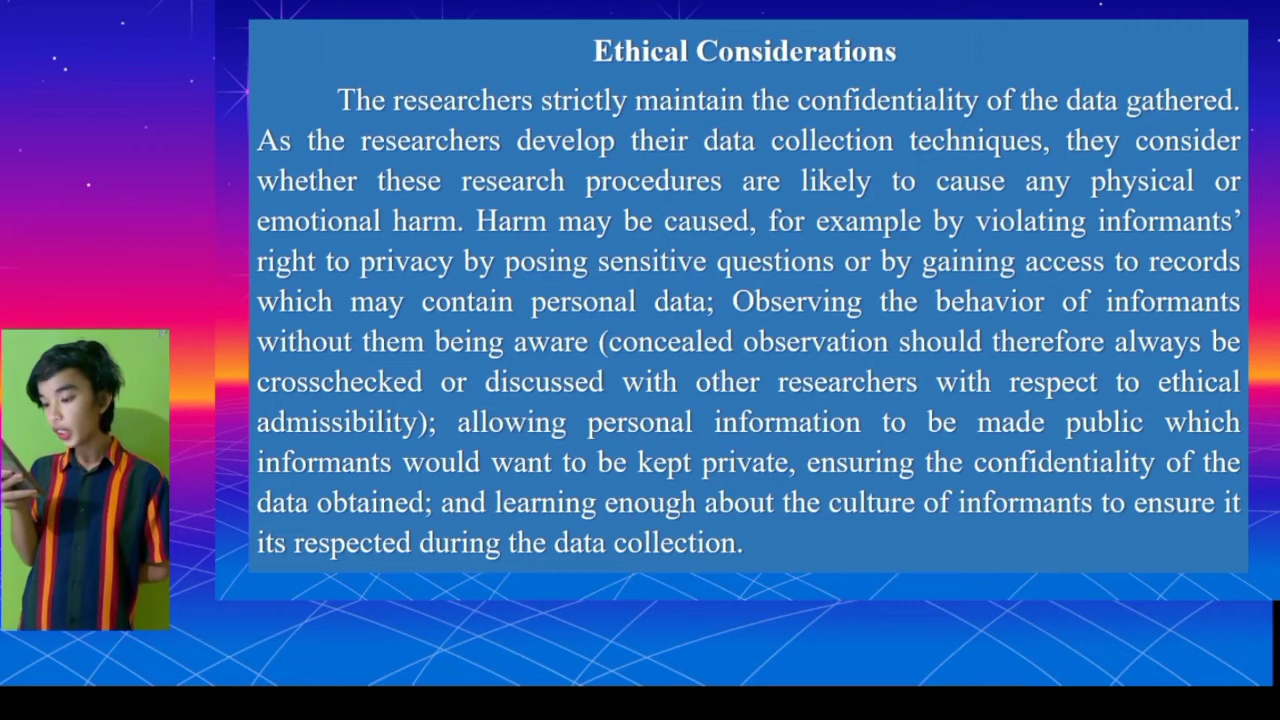 Ethical Considerations
The researchers strictly maintain the confidentiality of the data gathered.
As the researchers develop their data collection techniques, they consider
whether these research procedures are likely to cause any physical or
emotional harm. Harm may be caused, for example by violating informants’
right to privacy by posing sensitive questions or by gaining access to records
which may contain personal data; Observing the behavior of informants
without them being aware (concealed observation should therefore always be
crosschecked or discussed with other researchers with respect to ethical
admissibility); allowing personal information to be made public which
informants would want to be kept private, ensuring the confidentiality of the
data obtained; and learning enough about the culture of informants to ensure it
its respected during the data collection.